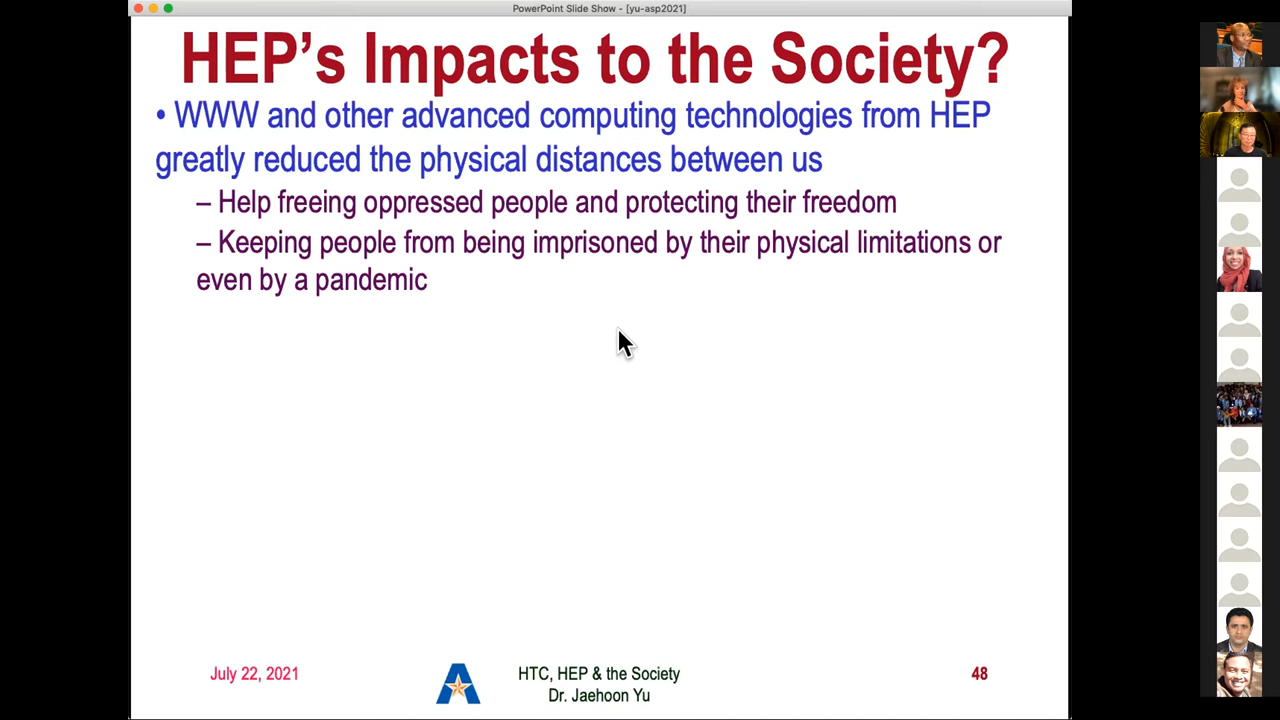 PowerPoint Slide Show - [yu-asp2021]
HEP's Impacts to the Society?
• WWW and other advanced computing technologies from HEP
greatly reduced the physical distances between us
– Help freeing oppressed people and protecting their freedom
– Keeping people from being imprisoned by their physical limitations or
even by a pandemic
July 22, 2021
HTC, HEP & the Society
Dr. Jaehoon Yu
48